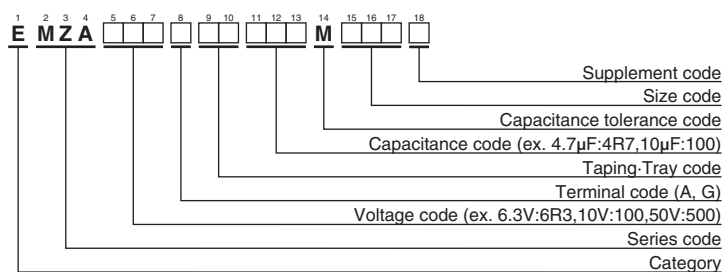 1 2 3 4 5 6 7 8 9 10 11 12 13 14 15 16 17 18
E M Z A □ □ □ □ □ □ □ □ □ M □ □ □ □
Supplement code
Size code
Capacitance tolerance code
Capacitance code (ex. 4.7µF:4R7,10µF:100)
Taping·Tray code
Terminal code (A, G)
Voltage code (ex. 6.3V:6R3,10V:100,50V:500)
Series code
Category